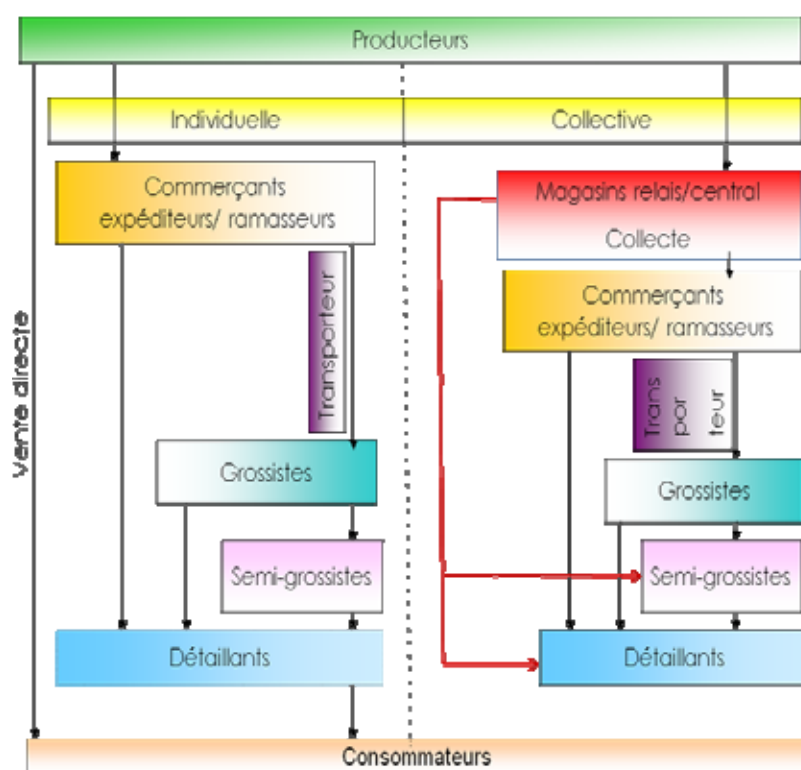 Producteurs
Individuelle
Collective
Commerçants
expéditeurs/ ramasseurs
Magasins relais/central
Collecte
Commerçants
expéditeurs/ ramasseurs
Vente directe
Transporteur
Trans
por
teur
Grossistes
Grossistes
Semi-grossistes
Semi-grossistes
Détaillants
Détaillants
Consommateurs